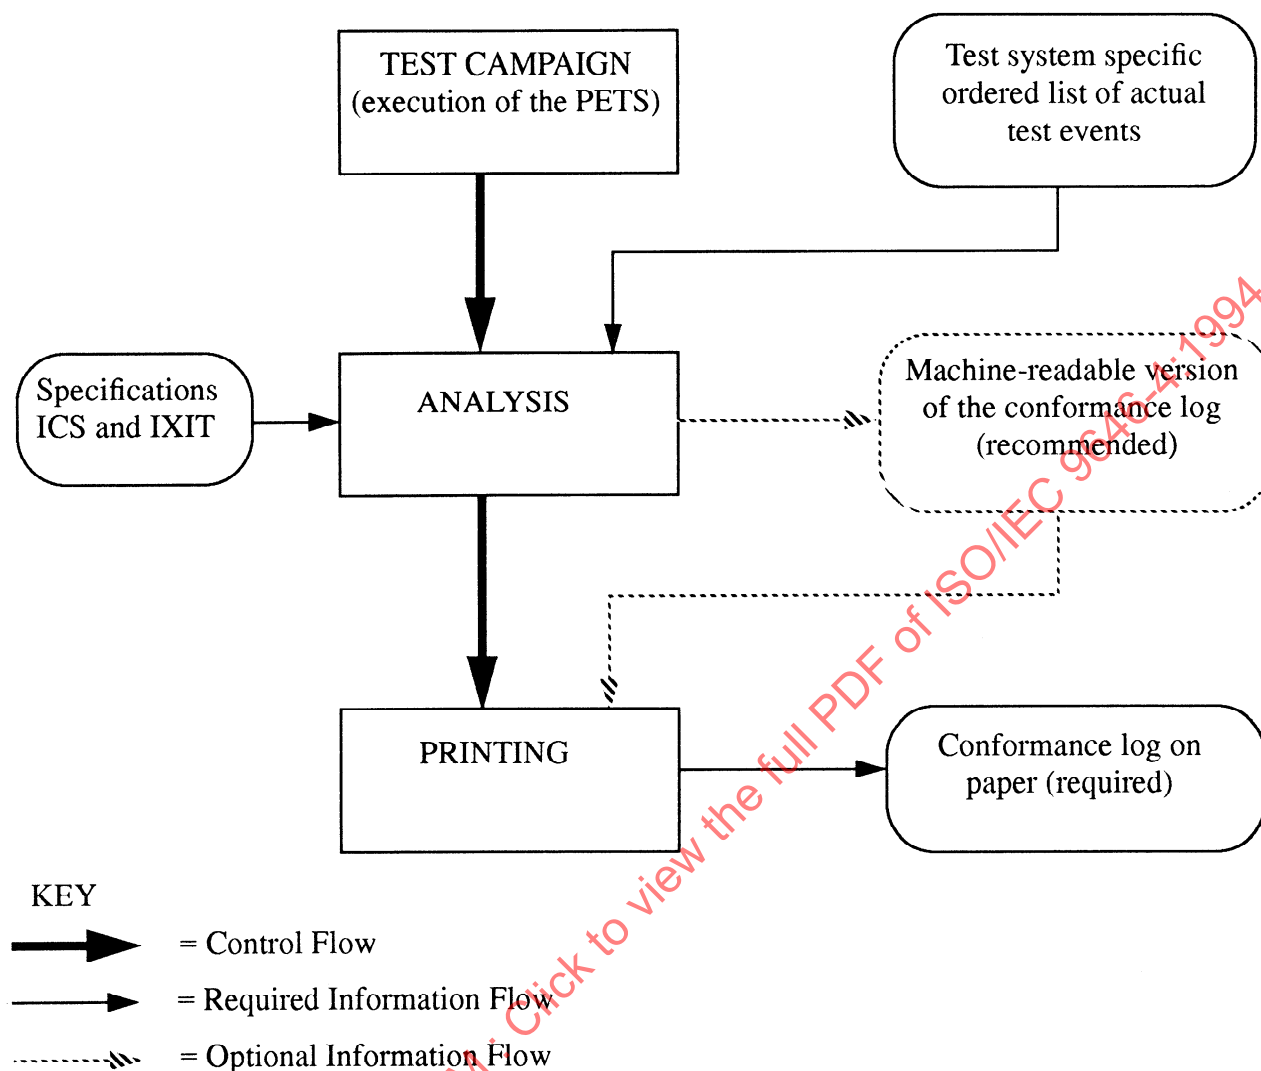 TEST CAMPAIGN
(execution of the PETS)
Test system specific
ordered list of actual
test events
Specifications
ICS and IXIT
ANALYSIS
Machine-readable version
of the conformance log
(recommended)
PRINTING
Conformance log on
paper (required)
KEY
= Control Flow
= Required Information Flow
= Optional Information Flow
: Click to view the full PDF of ISO/IEC 9646-4:1994